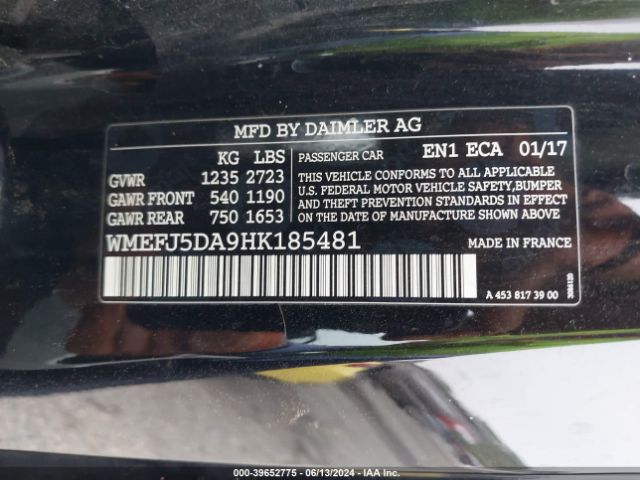 MFD BY DAIMLER AG
KG LBS
GVWR 1235 2723
GAWR FRONT 540 1190
GAWR REAR 750 1653
PASSENGER CAR EN1 ECA 01/17
THIS VEHICLE CONFORMS TO ALL APPLICABLE
U.S. FEDERAL MOTOR VEHICLE SAFETY,BUMPER
AND THEFT PREVENTION STANDARDS IN EFFECT
ON THE DATE OF MANUFACTURE SHOWN ABOVE
WMEFJ5DA9HK185481 MADE IN FRANCE
A 453 817 39 00
3086120
000-39652775 - 06/13/2024 - IAA Inc.